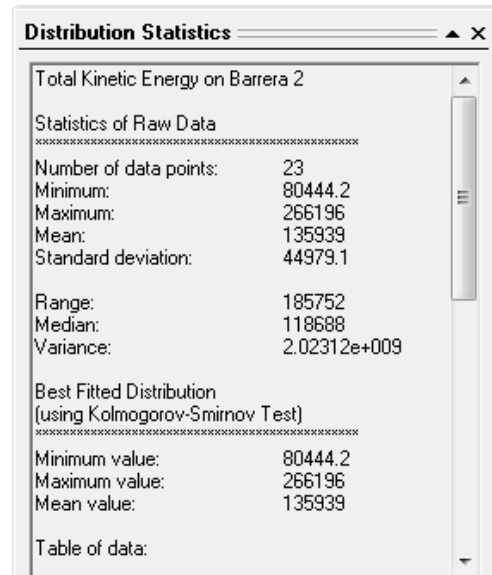 Distribution Statistics
Total Kinetic Energy on Barrera 2
Statistics of Raw Data
××××××××××××××××××××××××××××××××××××××××××××××
Number of data points: 23
Minimum: 80444.2
Maximum: 266196
Mean: 135939
Standard deviation: 44979.1
Range: 185752
Median: 118688
Variance: 2.02312e+009
Best Fitted Distribution
(using Kolmogorov-Smirnov Test)
××××××××××××××××××××××××××××××××××××××××××××××
Minimum value: 80444.2
Maximum value: 266196
Mean value: 135939
Table of data: